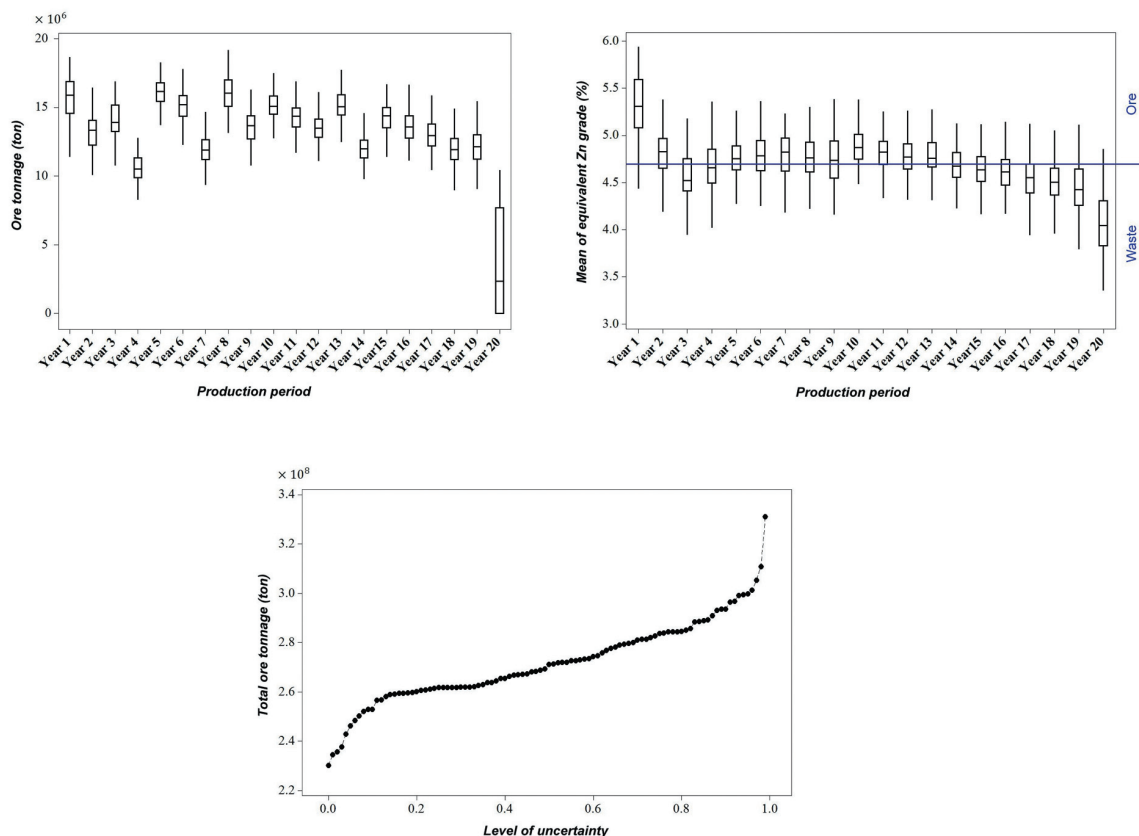 × 10⁶
20
15
10
5
0
Ore tonnage (ton)
Year 1
Year 2
Year 3
Year 4
Year 5
Year 6
Year 7
Year 8
Year 9
Year 10
Year 11
Year 12
Year 13
Year 14
Year 15
Year 16
Year 17
Year 18
Year 19
Year 20
Production period
6.0
5.5
5.0
4.5
4.0
3.5
3.0
Mean of equivalent Zn grade (%)
Ore
Waste
Year 1
Year 2
Year 3
Year 4
Year 5
Year 6
Year 7
Year 8
Year 9
Year 10
Year 11
Year 12
Year 13
Year 14
Year 15
Year 16
Year 17
Year 18
Year 19
Year 20
Production period
× 10⁸
3.4
3.2
3.0
2.8
2.6
2.4
2.2
Total ore tonnage (ton)
0.0 0.2 0.4 0.6 0.8 1.0
Level of uncertainty